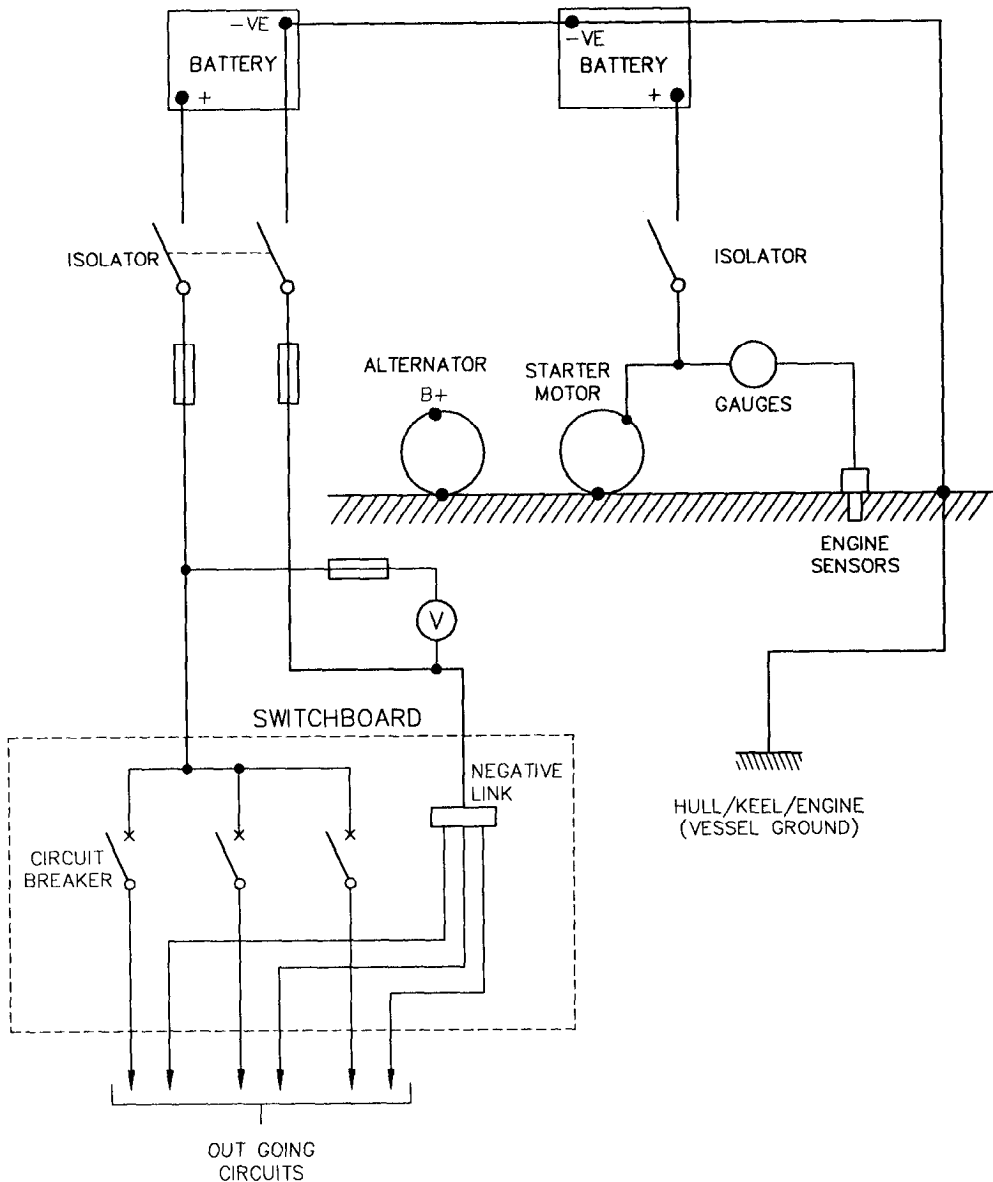 -VE
BATTERY
+
-VE
BATTERY
+
ISOLATOR
ISOLATOR
ALTERNATOR
B+
STARTER
MOTOR
GAUGES
ENGINE
SENSORS
V
SWITCHBOARD
NEGATIVE
LINK
HULL/KEEL/ENGINE
(VESSEL GROUND)
CIRCUIT
BREAKER
OUT GOING
CIRCUITS